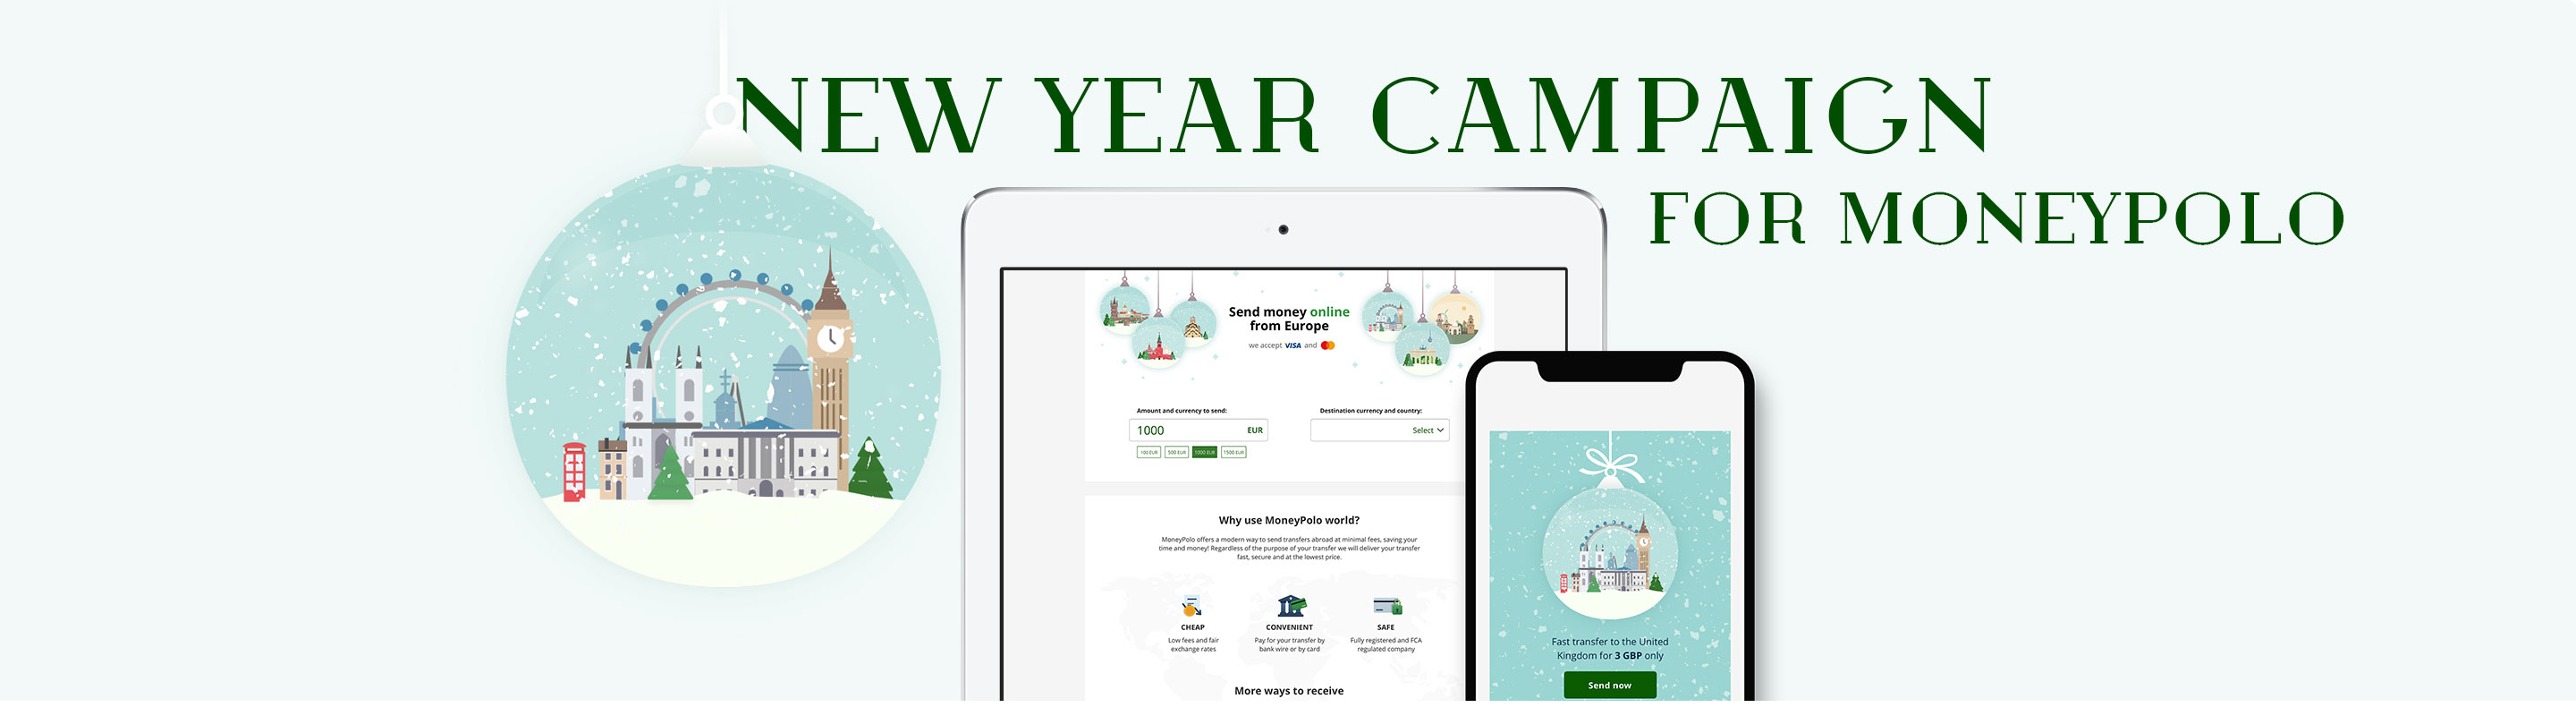 NEW YEAR CAMPAIGN
FOR MONEYPOLO
Send money online
from Europe
we accept VISA and
Amount and currency to send:
1000 EUR
100 EUR 500 EUR 1000 EUR 1500 EUR
Destination currency and country:
Select
Why use MoneyPolo world?
MoneyPolo offers a modern way to send transfers abroad at minimal fees, saving your
time and money! Regardless of the purpose of your transfer we will deliver your transfer
fast, secure and at the lowest price.
CHEAP
Low fees and fair
exchange rates
CONVENIENT
Pay for your transfer by
bank wire or by card
SAFE
Fully registered and FCA
regulated company
More ways to receive
Fast transfer to the United
Kingdom for 3 GBP only
Send now